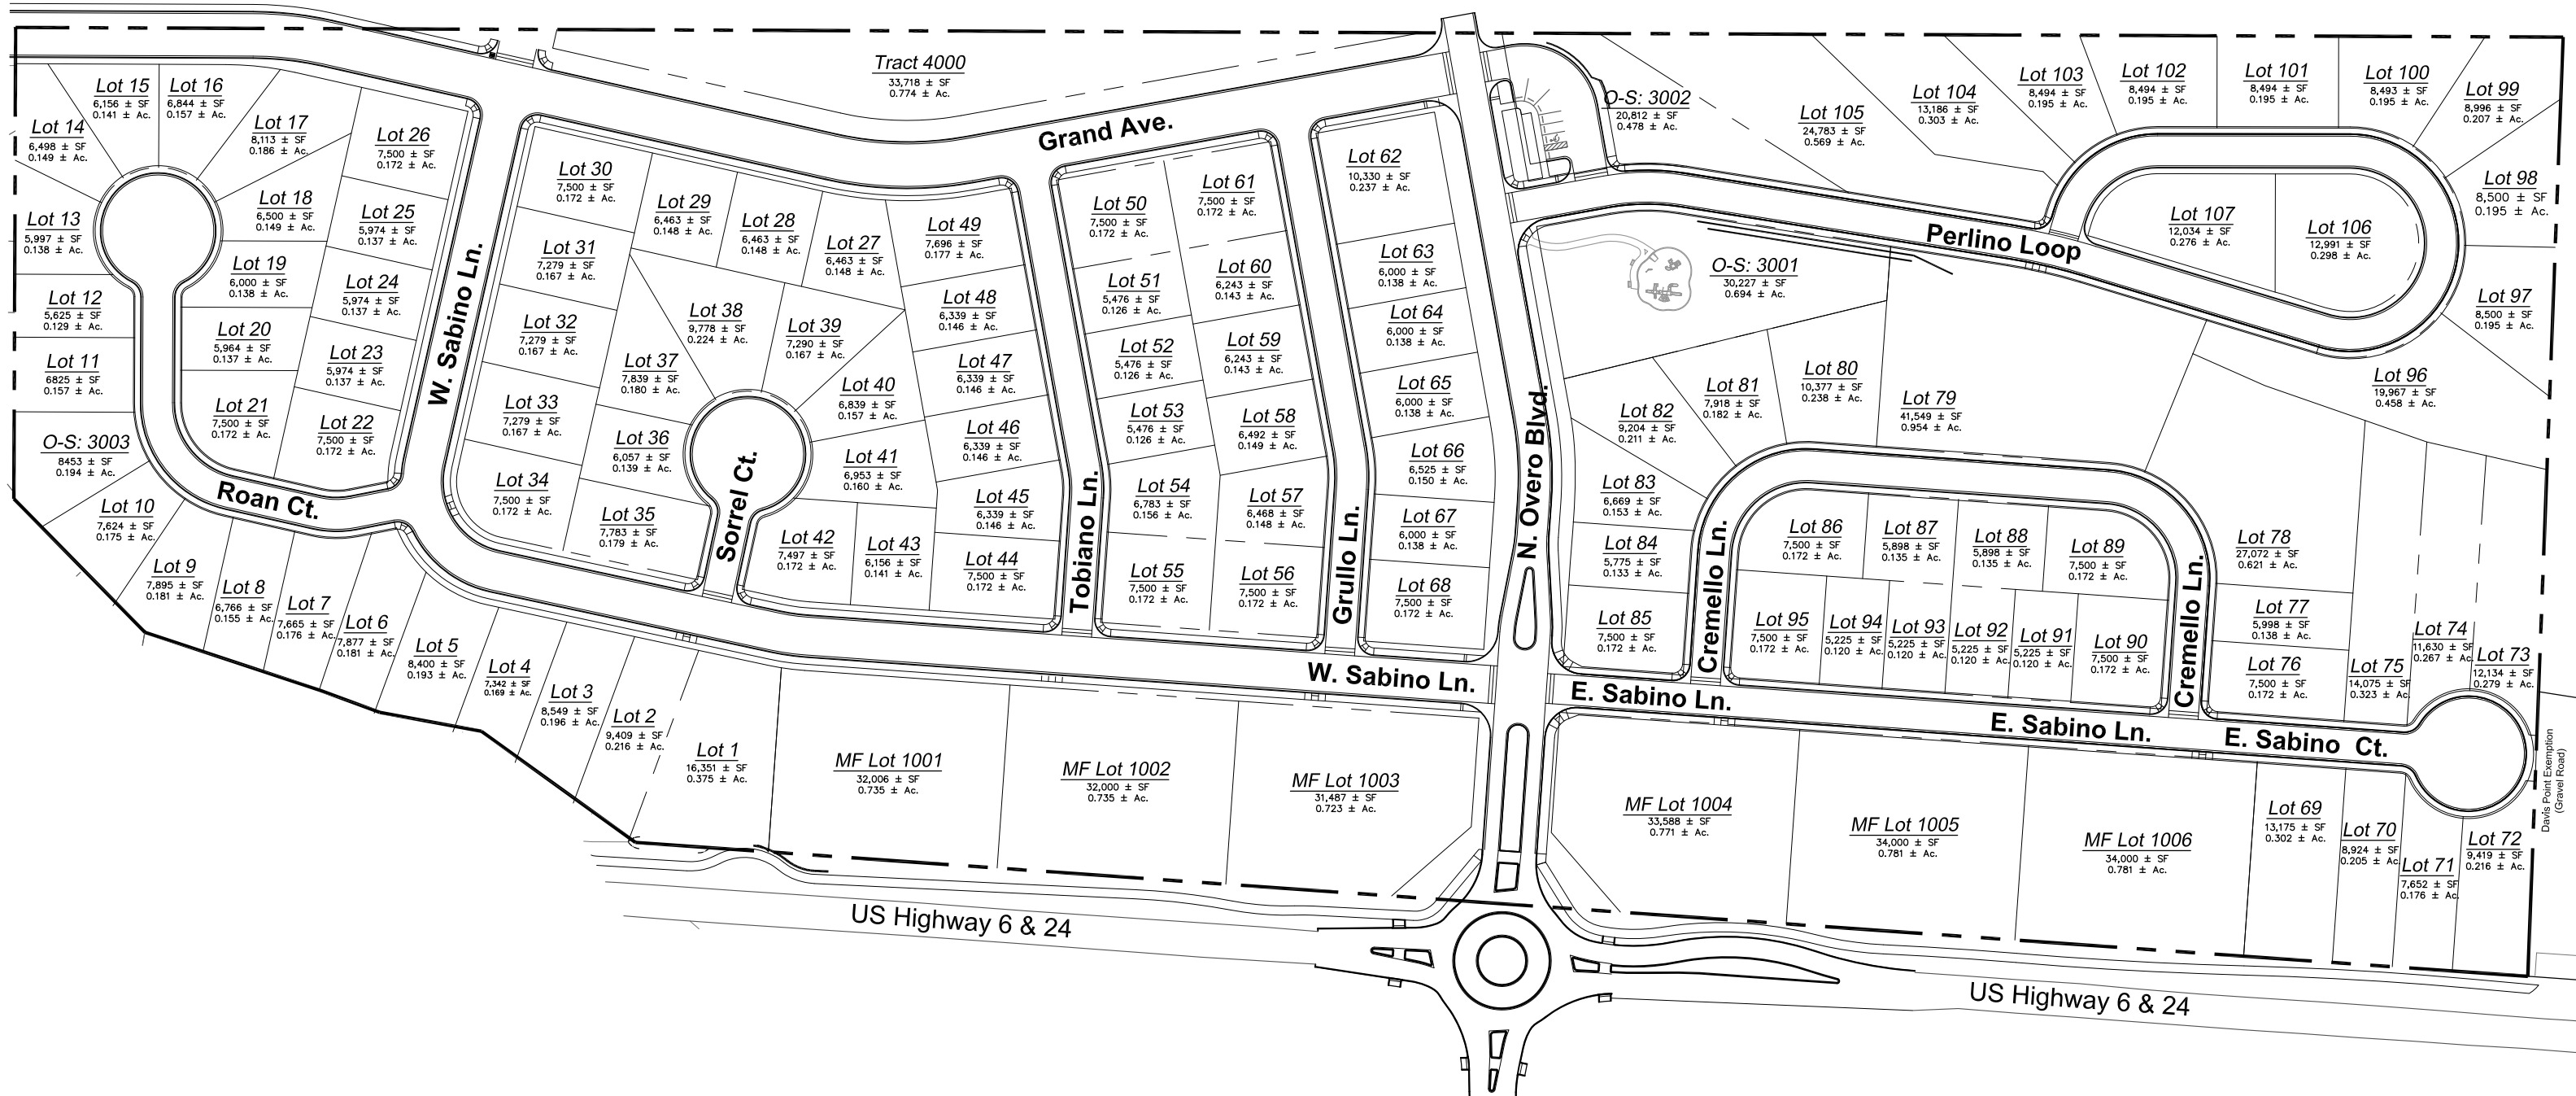 Tract 4000
33,718 ± SF
0.774 ± Ac.
Grand Ave.
Lot 15
6,156 ± SF
0.141 ± Ac.
Lot 16
6,844 ± SF
0.157 ± Ac.
Lot 14
6,498 ± SF
0.149 ± Ac.
Lot 17
8,113 ± SF
0.186 ± Ac.
Lot 26
7,500 ± SF
0.172 ± Ac.
Lot 13
5,997 ± SF
0.138 ± Ac.
Lot 18
6,500 ± SF
0.149 ± Ac.
Lot 25
5,974 ± SF
0.137 ± Ac.
Lot 12
5,625 ± SF
0.129 ± Ac.
Lot 19
6,000 ± SF
0.138 ± Ac.
Lot 24
5,974 ± SF
0.137 ± Ac.
Lot 11
6825 ± SF
0.157 ± Ac.
Lot 20
5,964 ± SF
0.137 ± Ac.
Lot 23
5,974 ± SF
0.137 ± Ac.
O-S: 3003
8453 ± SF
0.194 ± Ac.
Lot 21
7,500 ± SF
0.172 ± Ac.
Lot 22
7,500 ± SF
0.172 ± Ac.
W. Sabino Ln.
Roan Ct.
Lot 10
7,624 ± SF
0.175 ± Ac.
Lot 9
7,895 ± SF
0.181 ± Ac.
Lot 8
6,766 ± SF
0.155 ± Ac.
Lot 7
7,665 ± SF
0.176 ± Ac.
Lot 6
7,877 ± SF
0.181 ± Ac.
Lot 5
8,400 ± SF
0.193 ± Ac.
Lot 4
7,342 ± SF
0.169 ± Ac.
Lot 3
8,549 ± SF
0.196 ± Ac.
Lot 2
9,409 ± SF
0.216 ± Ac.
Lot 1
16,351 ± SF
0.375 ± Ac.
Lot 30
7,500 ± SF
0.172 ± Ac.
Lot 29
6,463 ± SF
0.148 ± Ac.
Lot 28
6,463 ± SF
0.148 ± Ac.
Lot 27
6,463 ± SF
0.148 ± Ac.
Lot 49
7,696 ± SF
0.177 ± Ac.
Lot 31
7,279 ± SF
0.167 ± Ac.
Lot 48
6,339 ± SF
0.146 ± Ac.
Lot 32
7,279 ± SF
0.167 ± Ac.
Lot 38
9,778 ± SF
0.224 ± Ac.
Lot 39
7,290 ± SF
0.167 ± Ac.
Lot 47
6,339 ± SF
0.146 ± Ac.
Lot 37
7,839 ± SF
0.180 ± Ac.
Lot 40
6,839 ± SF
0.157 ± Ac.
Lot 33
7,279 ± SF
0.167 ± Ac.
Lot 36
6,057 ± SF
0.139 ± Ac.
Lot 46
6,339 ± SF
0.146 ± Ac.
Lot 41
6,953 ± SF
0.160 ± Ac.
Lot 34
7,500 ± SF
0.172 ± Ac.
Lot 35
7,783 ± SF
0.179 ± Ac.
Sorrel Ct.
Lot 45
6,339 ± SF
0.146 ± Ac.
Lot 42
7,497 ± SF
0.172 ± Ac.
Lot 43
6,156 ± SF
0.141 ± Ac.
Lot 44
7,500 ± SF
0.172 ± Ac.
Tobiano Ln.
Lot 50
7,500 ± SF
0.172 ± Ac.
Lot 61
7,500 ± SF
0.172 ± Ac.
Lot 51
5,476 ± SF
0.126 ± Ac.
Lot 60
6,243 ± SF
0.143 ± Ac.
Lot 52
5,476 ± SF
0.126 ± Ac.
Lot 59
6,243 ± SF
0.143 ± Ac.
Lot 53
5,476 ± SF
0.126 ± Ac.
Lot 58
6,492 ± SF
0.149 ± Ac.
Lot 54
6,783 ± SF
0.156 ± Ac.
Lot 57
6,468 ± SF
0.148 ± Ac.
Lot 55
7,500 ± SF
0.172 ± Ac.
Lot 56
7,500 ± SF
0.172 ± Ac.
Grullo Ln.
Lot 62
10,330 ± SF
0.237 ± Ac.
Lot 63
6,000 ± SF
0.138 ± Ac.
Lot 64
6,000 ± SF
0.138 ± Ac.
Lot 65
6,000 ± SF
0.138 ± Ac.
Lot 66
6,525 ± SF
0.150 ± Ac.
Lot 67
6,000 ± SF
0.138 ± Ac.
Lot 68
7,500 ± SF
0.172 ± Ac.
W. Sabino Ln.
N. Overo Blvd.
MF Lot 1001
32,006 ± SF
0.735 ± Ac.
MF Lot 1002
32,000 ± SF
0.735 ± Ac.
MF Lot 1003
31,487 ± SF
0.723 ± Ac.
US Highway 6 & 24
O-S: 3002
20,812 ± SF
0.478 ± Ac.
Lot 105
24,783 ± SF
0.569 ± Ac.
Lot 104
13,186 ± SF
0.303 ± Ac.
Lot 103
8,494 ± SF
0.195 ± Ac.
Lot 102
8,494 ± SF
0.195 ± Ac.
Lot 101
8,494 ± SF
0.195 ± Ac.
Lot 100
8,493 ± SF
0.195 ± Ac.
Lot 99
8,996 ± SF
0.207 ± Ac.
Lot 98
8,500 ± SF
0.195 ± Ac.
Lot 107
12,034 ± SF
0.276 ± Ac.
Lot 106
12,991 ± SF
0.298 ± Ac.
Perlino Loop
O-S: 3001
30,227 ± SF
0.694 ± Ac.
Lot 97
8,500 ± SF
0.195 ± Ac.
Lot 96
19,967 ± SF
0.458 ± Ac.
Lot 82
9,204 ± SF
0.211 ± Ac.
Lot 81
7,918 ± SF
0.182 ± Ac.
Lot 80
10,377 ± SF
0.238 ± Ac.
Lot 79
41,549 ± SF
0.954 ± Ac.
Lot 83
6,669 ± SF
0.153 ± Ac.
Lot 84
5,775 ± SF
0.133 ± Ac.
Lot 85
7,500 ± SF
0.172 ± Ac.
Cremello Ln.
Lot 86
7,500 ± SF
0.172 ± Ac.
Lot 87
5,898 ± SF
0.135 ± Ac.
Lot 88
5,898 ± SF
0.135 ± Ac.
Lot 89
7,500 ± SF
0.172 ± Ac.
Lot 95
7,500 ± SF
0.172 ± Ac.
Lot 94
5,225 ± SF
0.120 ± Ac.
Lot 93
5,225 ± SF
0.120 ± Ac.
Lot 92
5,225 ± SF
0.120 ± Ac.
Lot 91
5,225 ± SF
0.120 ± Ac.
Lot 90
7,500 ± SF
0.172 ± Ac.
Cremello Ln.
Lot 78
27,072 ± SF
0.621 ± Ac.
Lot 77
5,998 ± SF
0.138 ± Ac.
Lot 76
7,500 ± SF
0.172 ± Ac.
Lot 75
14,075 ± SF
0.323 ± Ac.
Lot 74
11,630 ± SF
0.267 ± Ac.
Lot 73
12,134 ± SF
0.279 ± Ac.
E. Sabino Ln.
E. Sabino Ln.
E. Sabino Ct.
Davis Point Exemption
(Gravel Road)
MF Lot 1004
33,588 ± SF
0.771 ± Ac.
MF Lot 1005
34,000 ± SF
0.781 ± Ac.
MF Lot 1006
34,000 ± SF
0.781 ± Ac.
Lot 69
13,175 ± SF
0.302 ± Ac.
Lot 70
8,924 ± SF
0.205 ± Ac.
Lot 71
7,652 ± SF
0.176 ± Ac.
Lot 72
9,419 ± SF
0.216 ± Ac.
US Highway 6 & 24